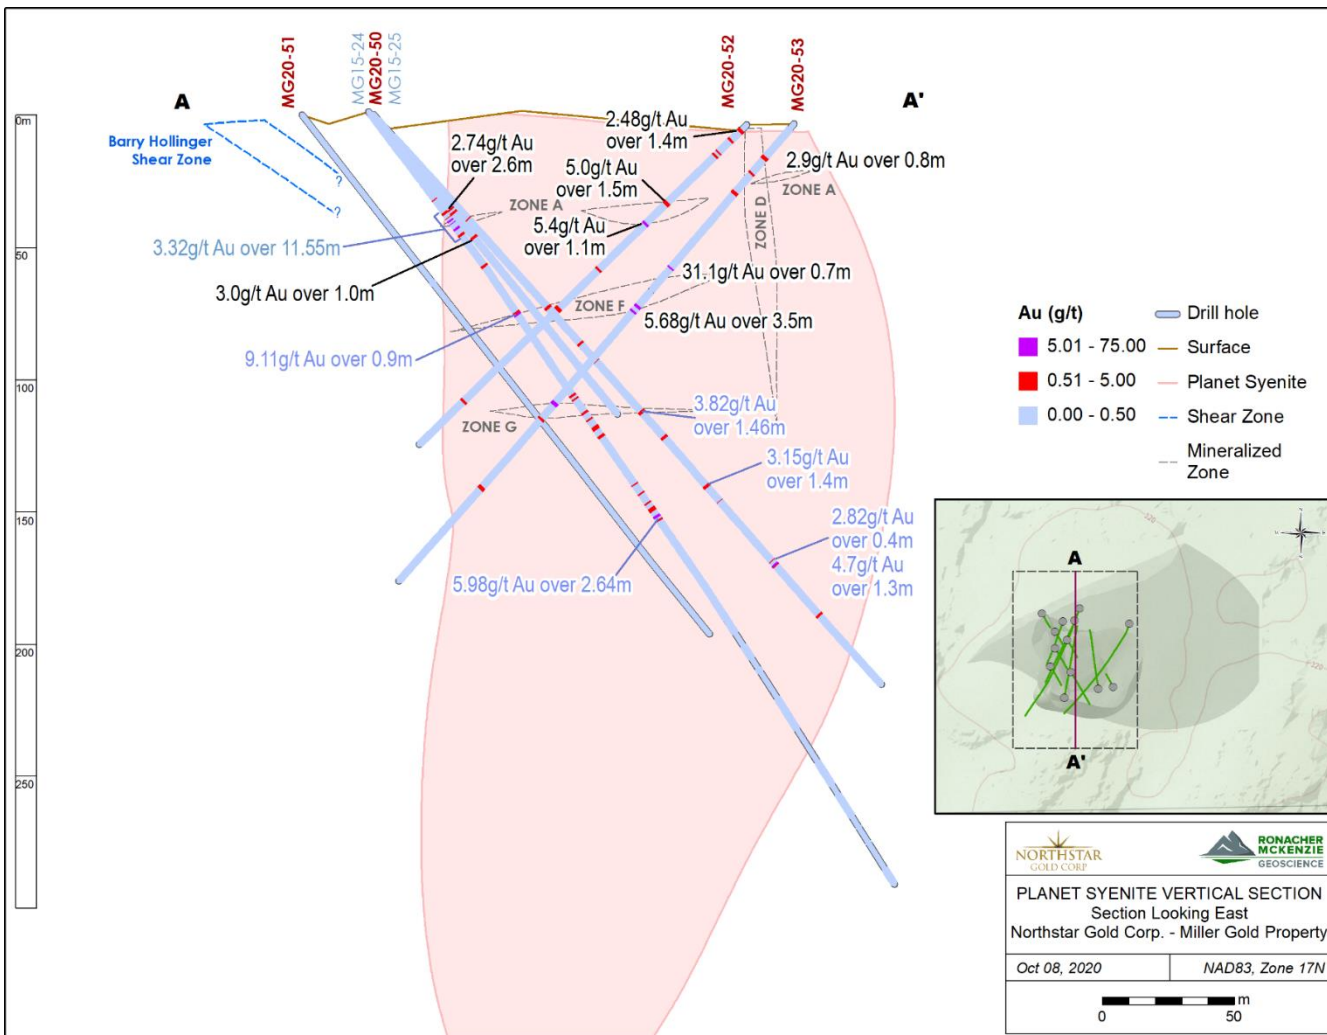 MG20-51
MG15-24
MG20-50
MG15-25
MG20-52
MG20-53
A
A'
0m
50
100
150
200
250
Barry Hollinger
Shear Zone
?
?
2.74g/t Au
over 2.6m
2.48g/t Au
over 1.4m
5.0g/t Au
over 1.5m
2.9g/t Au over 0.8m
ZONE A
ZONE A
ZONE D
5.4g/t Au
over 1.1m
3.32g/t Au over 11.55m
3.0g/t Au over 1.0m
31.1g/t Au over 0.7m
ZONE F
5.68g/t Au over 3.5m
9.11g/t Au over 0.9m
3.82g/t Au
over 1.46m
ZONE G
3.15g/t Au
over 1.4m
2.82g/t Au
over 0.4m
4.7g/t Au
over 1.3m
5.98g/t Au over 2.64m
Au (g/t)
5.01 - 75.00
0.51 - 5.00
0.00 - 0.50
Drill hole
Surface
Planet Syenite
Shear Zone
Mineralized
Zone
A
A'
NORTHSTAR
GOLD CORP
RONACHER
MCKENZIE
GEOSCIENCE
PLANET SYENITE VERTICAL SECTION
Section Looking East
Northstar Gold Corp. - Miller Gold Property
Oct 08, 2020
NAD83, Zone 17N
m
0
50